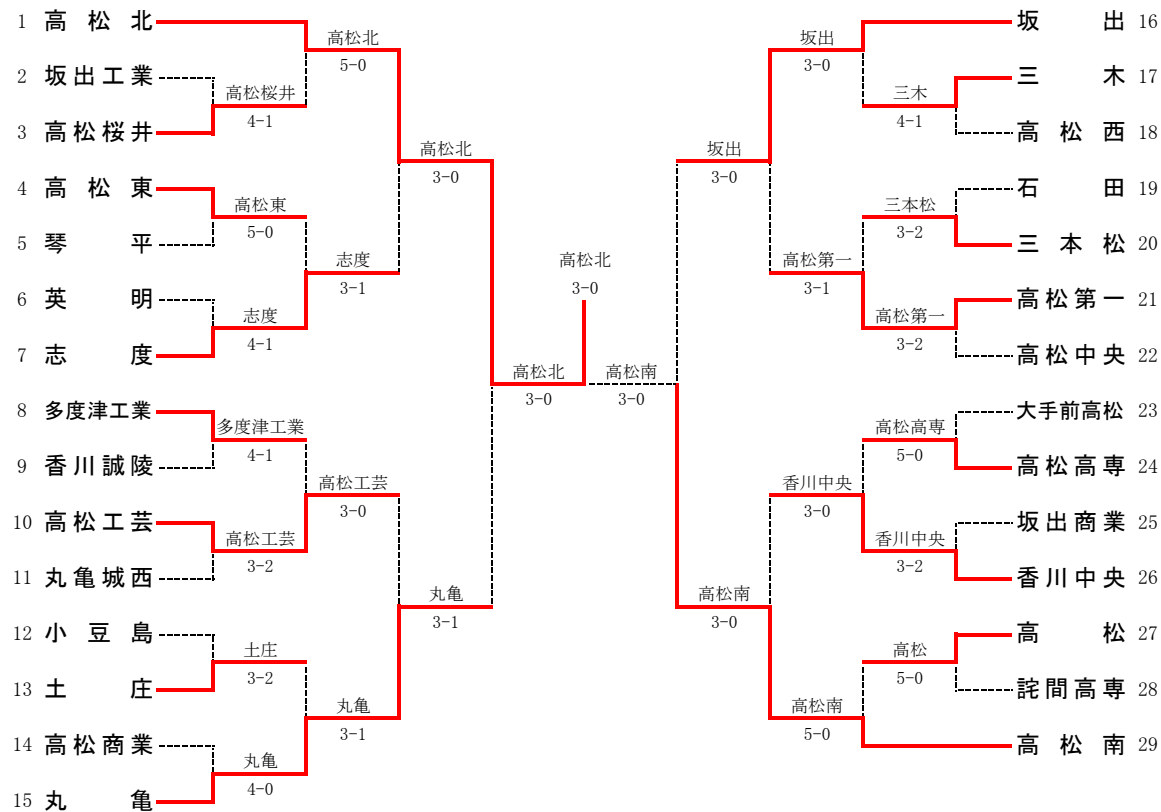 1 高松北
2 坂出工業
3 高松桜井
4 高松東
5 琴平
6 英明
7 志度
8 多度津工業
9 香川誠陵
10 高松工芸
11 丸亀城西
12 小豆島
13 土庄
14 高松商業
15 丸亀
高松桜井
4-1
高松東
5-0
志度
4-1
多度津工業
4-1
高松工芸
3-2
土庄
3-2
丸亀
4-0
高松北
5-0
志度
3-1
高松工芸
3-0
丸亀
3-1
高松北
3-0
丸亀
3-1
高松北
3-0
高松北
3-0
高松南
3-0
坂出
3-0
高松南
3-0
坂出
3-0
高松第一
3-1
香川中央
3-0
高松南
5-0
三木
4-1
三本松
3-2
高松第一
3-2
高松高専
5-0
香川中央
3-2
高松
5-0
坂出 16
三木 17
高松西 18
石田 19
三本松 20
高松第一 21
高松中央 22
大手前高松 23
高松高専 24
坂出商業 25
香川中央 26
高松 27
詫間高専 28
高松南 29